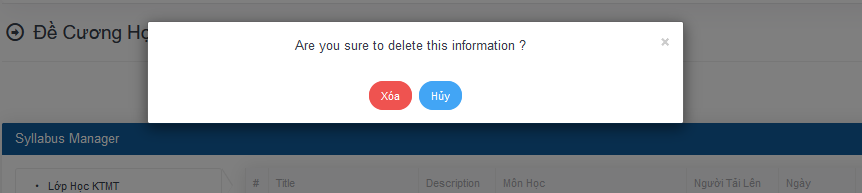 Đề Cương Họ
Are you sure to delete this information ?
×
Xóa Hủy
Syllabus Manager
Lớp Học KTMT
# Title Description Môn Học Người Tải Lên Ngày